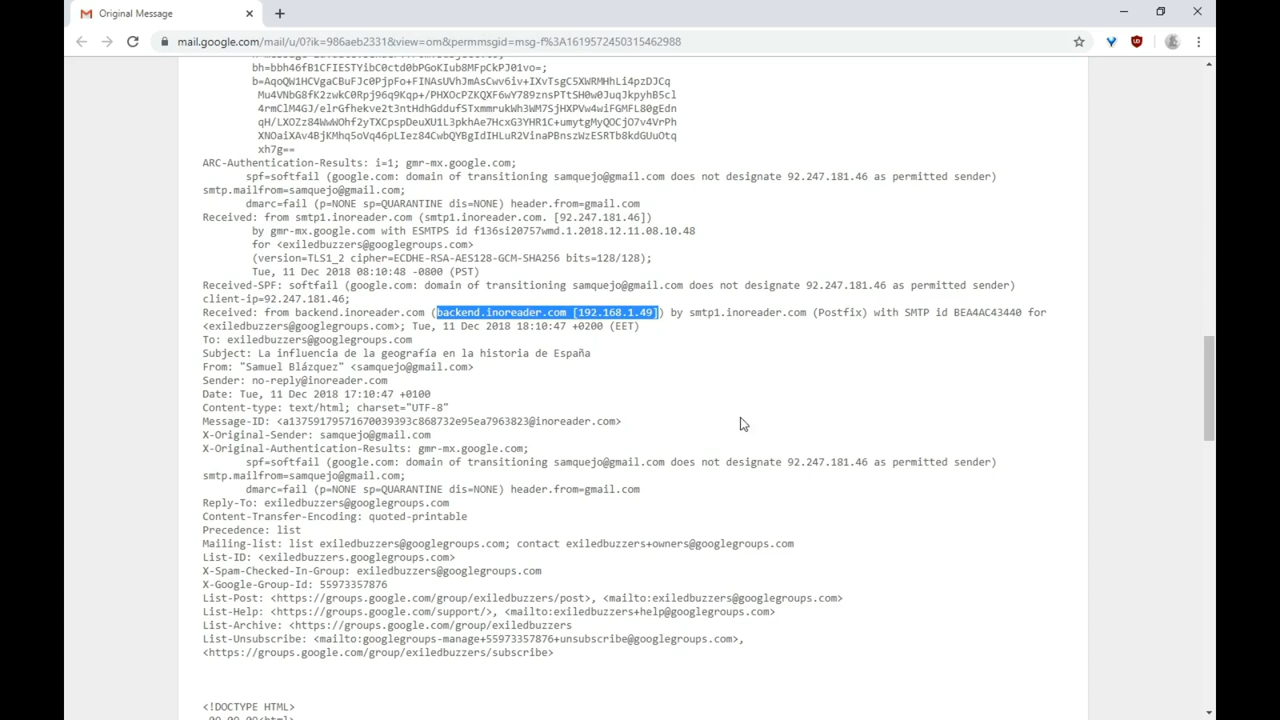 Original Message
mail.google.com/mail/u/0?ik=986aeb2331&view=om&permmsgid=msg-f%3A1619572450315462988
bh=bbh46fB1CFIESTYibC0ctd0bPGoKIub8MFpCkPJ01vo=;
b=AqoQW1HCVgaCBuFJc0PjpFo+FINAsUVhJmAsCwv6iv+IXvTsgC5XWRMHhLi4pzDJCq
Mu4VNbG8fK2zwkC0Rpj96q9Kqp+/PHXOcPZKQXF6wY789znsPTtSH0w0JuqJkpyhB5cl
4rmClM4GJ/elrGfhekve2t3ntHdhGddufSTxmmrukWh3WM7SjHXPVw4wiFGMFL80gEdn
qH/LXOZz84WwWOhf2yTXCpspDeuXU1L3pkhAe7HcxG3YHR1C+umytgMyQOCjO7v4VrPh
XNOaiXAv4BjKMhq5oVq46pLIez84CwbQYBgIdIHLuR2VinaPBnszWzESRTb8kdGUuOtq
xh7g==
ARC-Authentication-Results: i=1; gmr-mx.google.com;
spf=softfail (google.com: domain of transitioning samquejo@gmail.com does not designate 92.247.181.46 as permitted sender)
smtp.mailfrom=samquejo@gmail.com;
dmarc=fail (p=NONE sp=QUARANTINE dis=NONE) header.from=gmail.com
Received: from smtp1.inoreader.com (smtp1.inoreader.com. [92.247.181.46])
by gmr-mx.google.com with ESMTPS id f136si20757wmd.1.2018.12.11.08.10.48
for <exiledbuzzers@googlegroups.com>
(version=TLS1_2 cipher=ECDHE-RSA-AES128-GCM-SHA256 bits=128/128);
Tue, 11 Dec 2018 08:10:48 -0800 (PST)
Received-SPF: softfail (google.com: domain of transitioning samquejo@gmail.com does not designate 92.247.181.46 as permitted sender)
client-ip=92.247.181.46;
Received: from backend.inoreader.com (backend.inoreader.com [192.168.1.49]) by smtp1.inoreader.com (Postfix) with SMTP id BEA4AC43440 for
<exiledbuzzers@googlegroups.com>; Tue, 11 Dec 2018 18:10:47 +0200 (EET)
To: exiledbuzzers@googlegroups.com
Subject: La influencia de la geografía en la historia de España
From: "Samuel Blázquez" <samquejo@gmail.com>
Sender: no-reply@inoreader.com
Date: Tue, 11 Dec 2018 17:10:47 +0100
Content-type: text/html; charset="UTF-8"
Message-ID: <a13759179571670039393c868732e95ea7963823@inoreader.com>
X-Original-Sender: samquejo@gmail.com
X-Original-Authentication-Results: gmr-mx.google.com;
spf=softfail (google.com: domain of transitioning samquejo@gmail.com does not designate 92.247.181.46 as permitted sender)
smtp.mailfrom=samquejo@gmail.com;
dmarc=fail (p=NONE sp=QUARANTINE dis=NONE) header.from=gmail.com
Reply-To: exiledbuzzers@googlegroups.com
Content-Transfer-Encoding: quoted-printable
Precedence: list
Mailing-list: list exiledbuzzers@googlegroups.com; contact exiledbuzzers+owners@googlegroups.com
List-ID: <exiledbuzzers.googlegroups.com>
X-Spam-Checked-In-Group: exiledbuzzers@googlegroups.com
X-Google-Group-Id: 55973357876
List-Post: <https://groups.google.com/group/exiledbuzzers/post>, <mailto:exiledbuzzers@googlegroups.com>
List-Help: <https://groups.google.com/support/>, <mailto:exiledbuzzers+help@googlegroups.com>
List-Archive: <https://groups.google.com/group/exiledbuzzers
List-Unsubscribe: <mailto:googlegroups-manage+55973357876+unsubscribe@googlegroups.com>,
<https://groups.google.com/group/exiledbuzzers/subscribe>
<!DOCTYPE HTML>